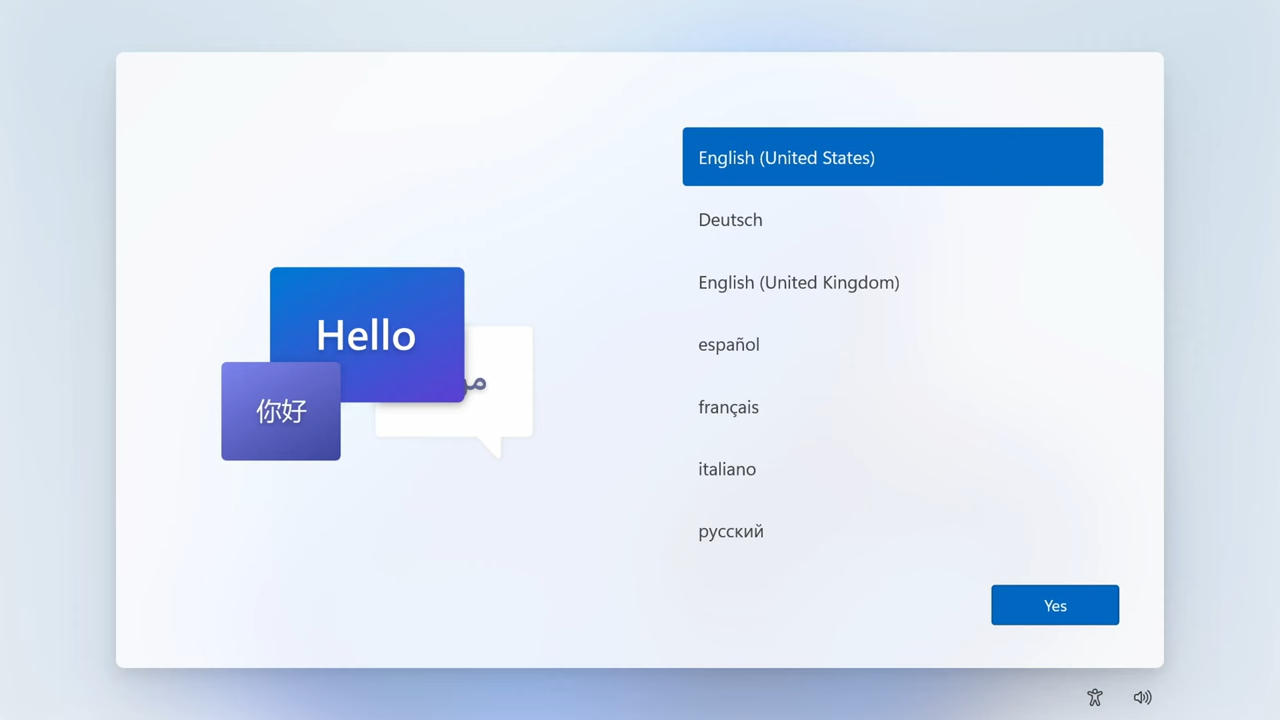 Hello
你好
English (United States)
Deutsch
English (United Kingdom)
español
français
italiano
русский
Yes